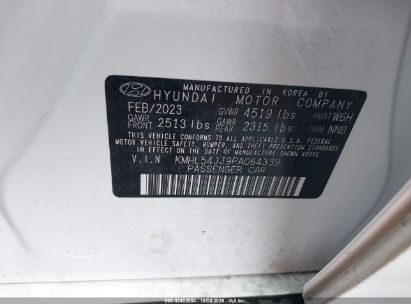 MANUFACTURED IN KOREA BY
HYUNDAI MOTOR COMPANY
FEB/2023 GVWR 4519 lbs PAINT W6H
GAWR FRONT 2513 lbs GAWR REAR 2315 lbs TRIM NNB
THIS VEHICLE CONFORMS TO ALL APPLICABLE U.S.A. FEDERAL
MOTOR VEHICLE SAFETY, BUMPER, AND THEFT PREVENTION
STANDARDS IN EFFECT ON THE DATE OF MANUFACTURE SHOWN ABOVE.
V.I.N KMHL54JJ9PA064339
PASSENGER CAR